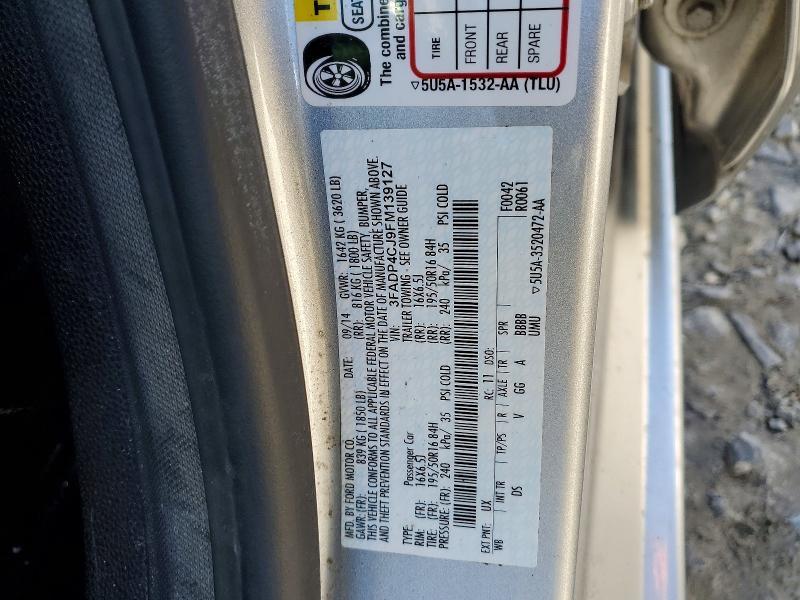 SEAT
The combined
TIRE
FRONT
REAR
SPARE
5U5A-1532-AA (TLU)
MFD. BY FORD MOTOR CO.
DATE: 09/14 GVWR: 1642 KG ( 3620 LB)
GAWR:(FR): 839 KG ( 1850 LB) (RR): 816 KG ( 1800 LB)
THIS VEHICLE CONFORMS TO ALL APPLICABLE FEDERAL MOTOR VEHICLE SAFETY, BUMPER,
AND THEFT PREVENTION STANDARDS IN EFFECT ON THE DATE OF MANUFACTURE SHOWN ABOVE.
VIN: 3FADP4CJ9FM139127
TYPE: Passenger Car TRAILER TOWING - SEE OWNER GUIDE
RIM: (FR): 16X6.5J (RR): 16X6.5J
TIRE: (FR): 195/50R16 84H (RR): 195/50R16 84H
PRESSURE: (FR): 240 kPa/ 35 PSI COLD (RR): 240 kPa/ 35 PSI COLD
EXT PNT: UX RC: 11 DSO: F0042
WB INT TR TP/PS R AXLE TR SPR R0061
DS V GG A BBBB
UMU
5U5A-3520472-AA